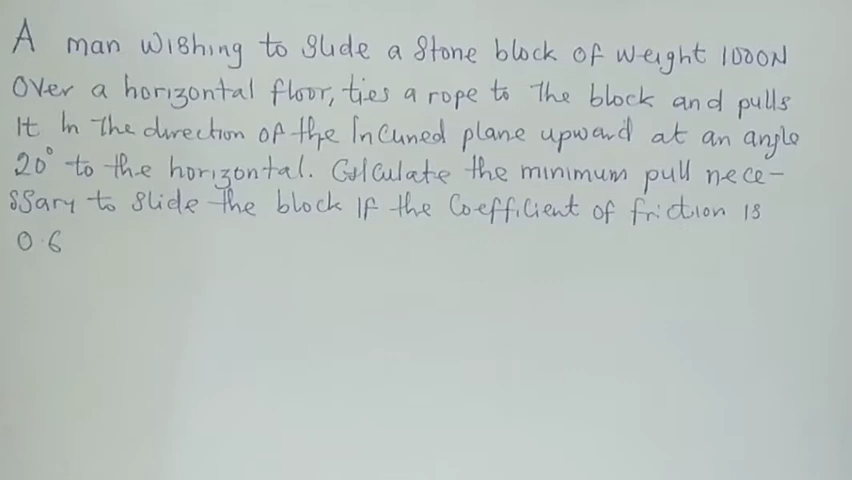 A man wishing to slide a stone block of weight 1000N
over a horizontal floor, ties a rope to the block and pulls
it in the direction of the incuned plane upward at an angle
20° to the horizontal. Calculate the minimum pull nece-
ssary to slide the block if the coefficient of friction is
0.6